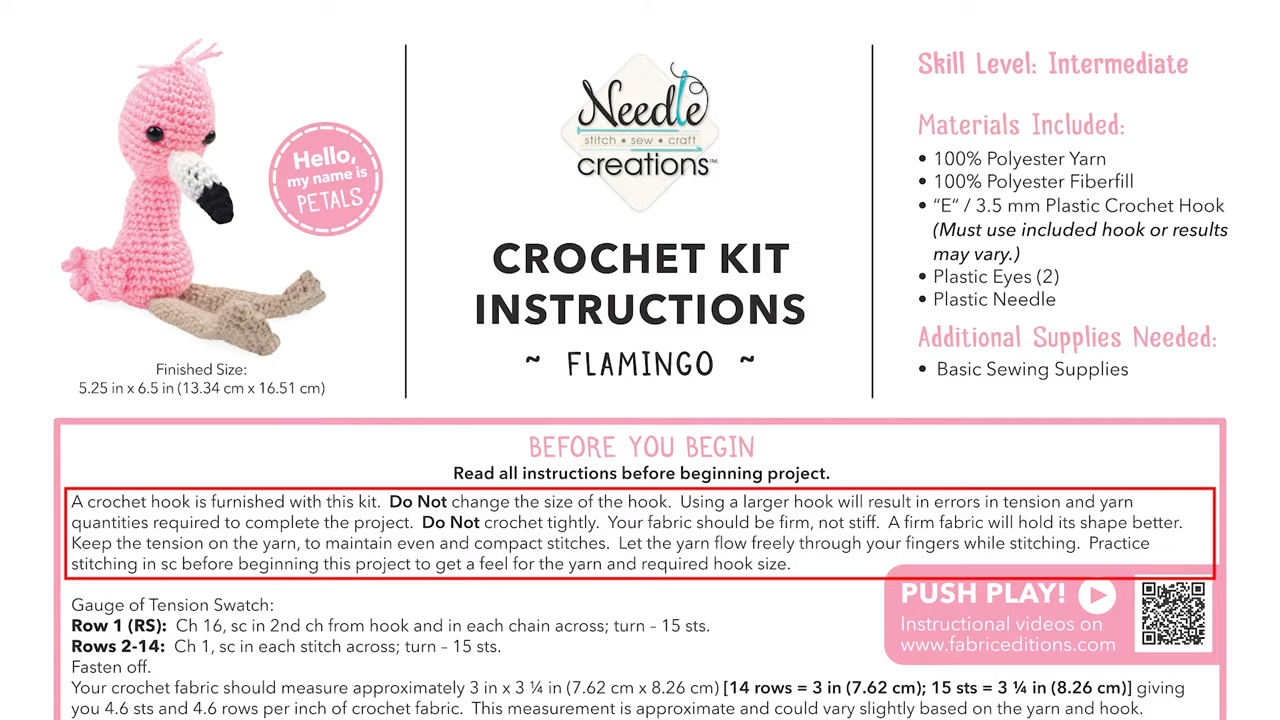 Hello,
my name is
PETALS
Finished Size:
5.25 in x 6.5 in (13.34 cm x 16.51 cm)
Needle
stitch • sew • craft
creations™
CROCHET KIT
INSTRUCTIONS
~ FLAMINGO ~
Skill Level: Intermediate
Materials Included:
• 100% Polyester Yarn
• 100% Polyester Fiberfill
• “E“ / 3.5 mm Plastic Crochet Hook
(Must use included hook or results
may vary.)
• Plastic Eyes (2)
• Plastic Needle
Additional Supplies Needed:
• Basic Sewing Supplies
BEFORE YOU BEGIN
Read all instructions before beginning project.
A crochet hook is furnished with this kit. Do Not change the size of the hook. Using a larger hook will result in errors in tension and yarn
quantities required to complete the project. Do Not crochet tightly. Your fabric should be firm, not stiff. A firm fabric will hold its shape better.
Keep the tension on the yarn, to maintain even and compact stitches. Let the yarn flow freely through your fingers while stitching. Practice
stitching in sc before beginning this project to get a feel for the yarn and required hook size.
Gauge of Tension Swatch:
Row 1 (RS): Ch 16, sc in 2nd ch from hook and in each chain across; turn – 15 sts.
Rows 2-14: Ch 1, sc in each stitch across; turn – 15 sts.
Fasten off.
Your crochet fabric should measure approximately 3 in x 3 ¼ in (7.62 cm x 8.26 cm) [14 rows = 3 in (7.62 cm); 15 sts = 3 ¼ in (8.26 cm)] giving
you 4.6 sts and 4.6 rows per inch of crochet fabric. This measurement is approximate and could vary slightly based on the yarn and hook.
PUSH PLAY!
Instructional videos on
www.fabriceditions.com